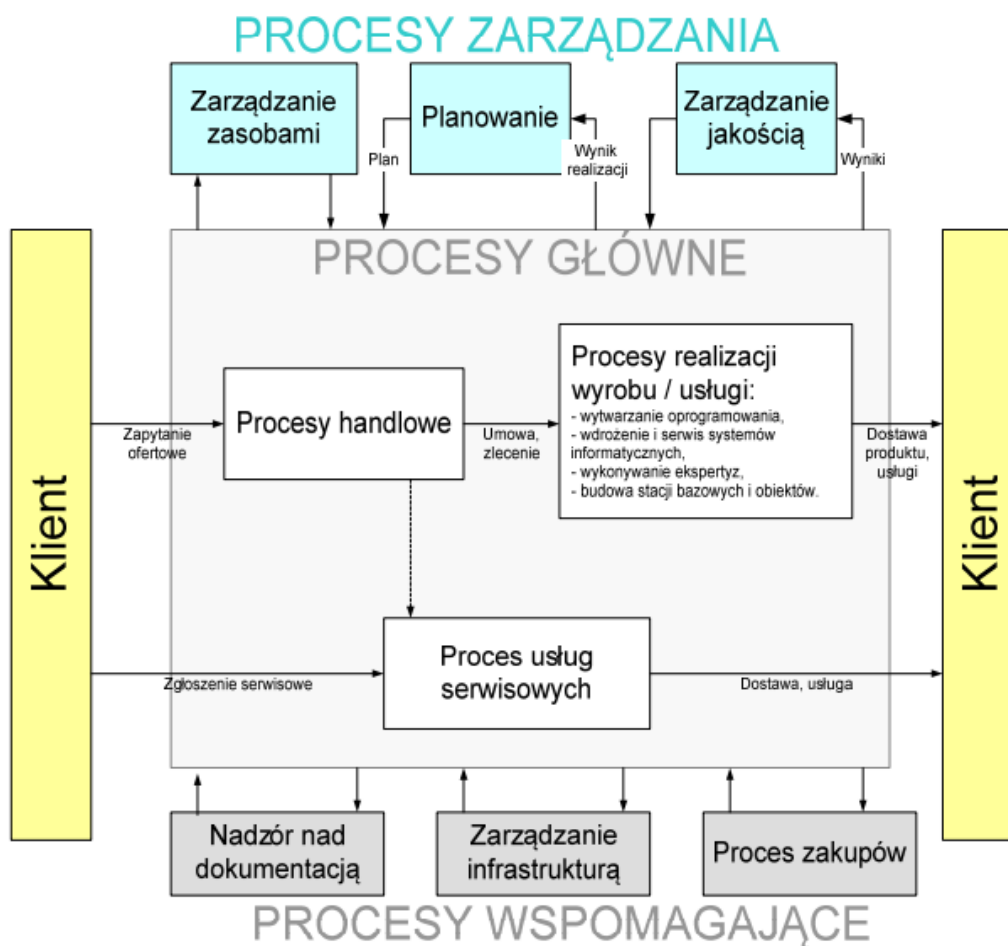 PROCESY ZARZĄDZANIA
Zarządzanie
zasobami
Planowanie
Zarządzanie
jakością
Plan
Wynik
realizacji
Wyniki
PROCESY GŁÓWNE
Klient
Zapytanie
ofertowe
Procesy handlowe
Umowa,
zlecenie
Procesy realizacji
wyrobu / usługi:
- wytwarzanie oprogramowania,
- wdrożenie i serwis systemów
informatycznych,
- wykonywanie ekspertyz,
- budowa stacji bazowych i obiektów.
Dostawa
produktu,
usługi
Klient
Zgłoszenie serwisowe
Proces usług
serwisowych
Dostawa, usługa
Nadzór nad
dokumentacją
Zarządzanie
infrastrukturą
Proces zakupów
PROCESY WSPOMAGAJĄCE